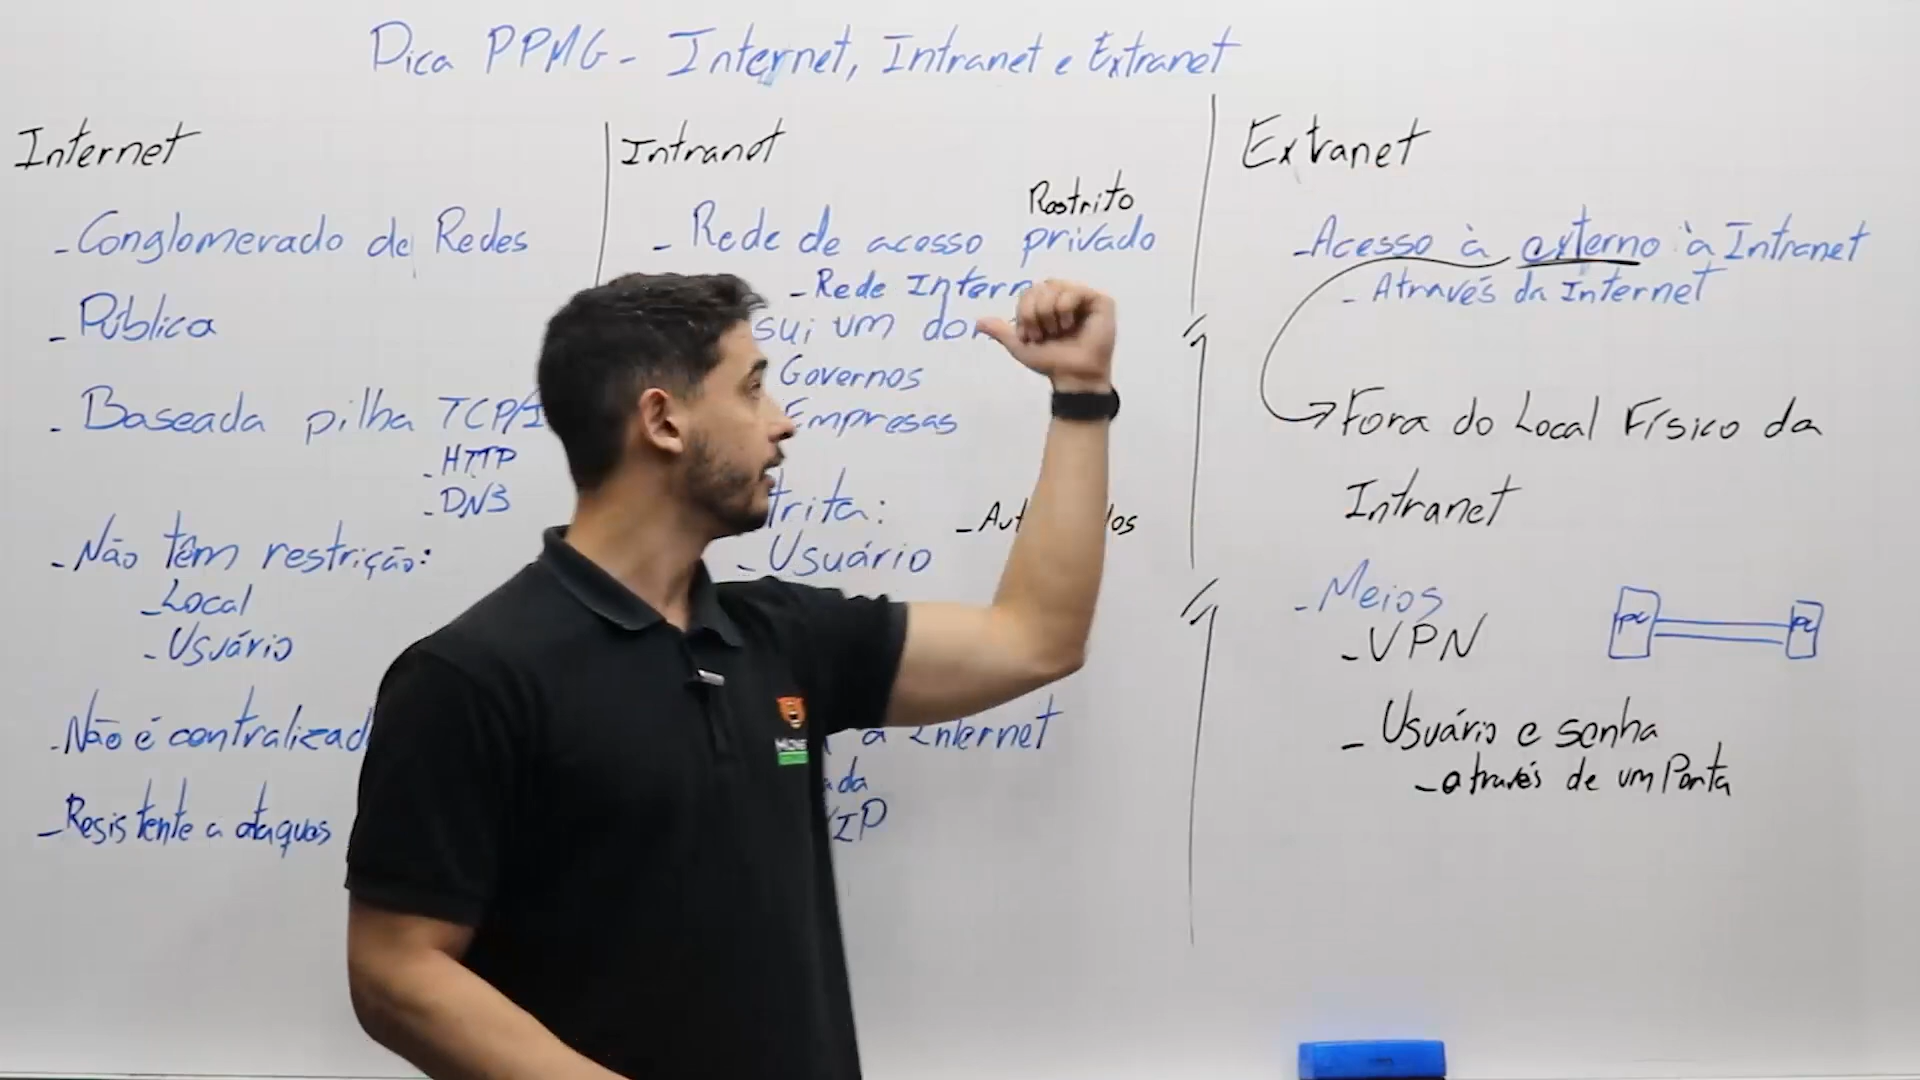 Dica PPMG - Internet, Intranet e Extranet
Internet
- Conglomerado de Redes
- Pública
- Baseada pilha TCP/I
- HTTP
- DNS
- Não têm restrição:
- Local
- Usuário
- Não é centralizad
- Resistente a ataques
Intranet
Restrito
- Rede de acesso privado
- Rede Intern
sui um do
Governos
Empresas
trita:
- Usuário
- Aut los
a Internet
ada
/IP
Extranet
- Acesso à externo à Intranet
- Através da Internet
Fora do Local Físico da
Intranet
- Meios
- VPN
PC PC
- Usuário e senha
- através de um Porta